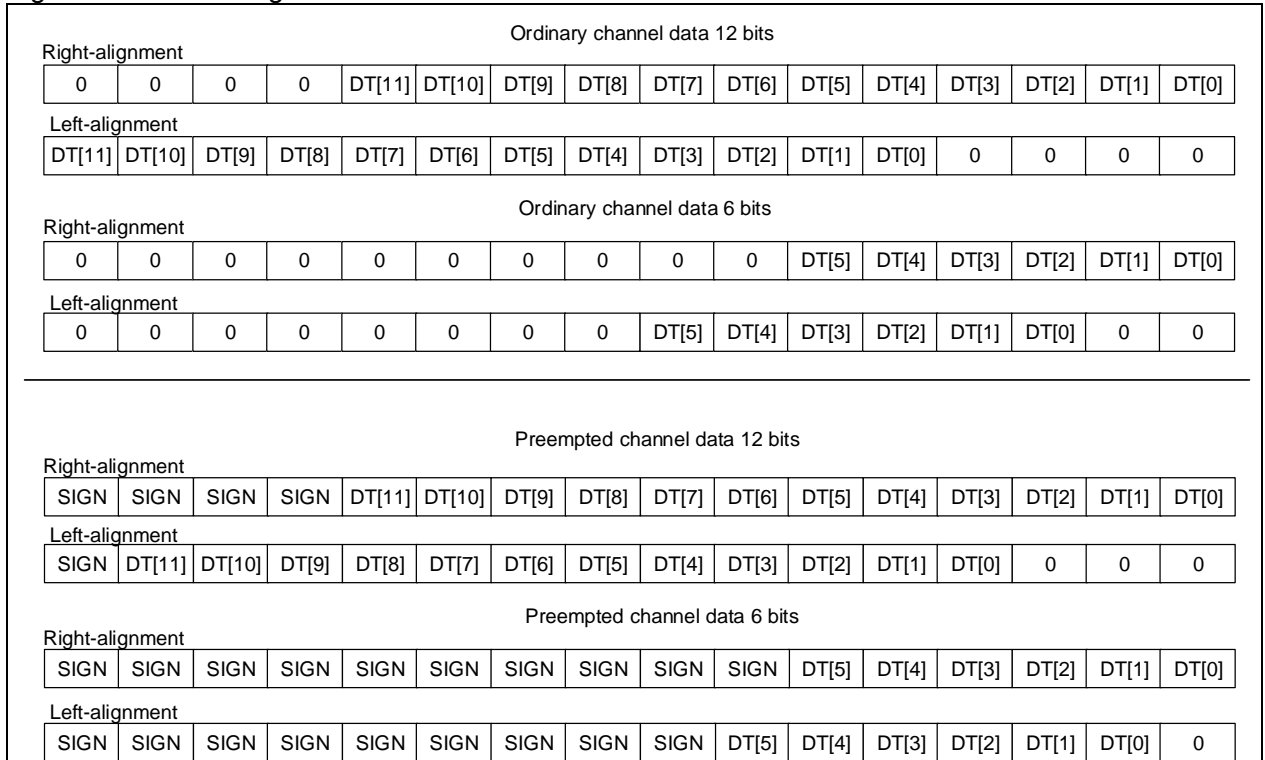 Ordinary channel data 12 bits
Right-alignment
0 0 0 0 DT[11] DT[10] DT[9] DT[8] DT[7] DT[6] DT[5] DT[4] DT[3] DT[2] DT[1] DT[0]
Left-alignment
DT[11] DT[10] DT[9] DT[8] DT[7] DT[6] DT[5] DT[4] DT[3] DT[2] DT[1] DT[0] 0 0 0 0
Ordinary channel data 6 bits
Right-alignment
0 0 0 0 0 0 0 0 0 0 DT[5] DT[4] DT[3] DT[2] DT[1] DT[0]
Left-alignment
0 0 0 0 0 0 0 0 DT[5] DT[4] DT[3] DT[2] DT[1] DT[0] 0 0
Preempted channel data 12 bits
Right-alignment
SIGN SIGN SIGN SIGN DT[11] DT[10] DT[9] DT[8] DT[7] DT[6] DT[5] DT[4] DT[3] DT[2] DT[1] DT[0]
Left-alignment
SIGN DT[11] DT[10] DT[9] DT[8] DT[7] DT[6] DT[5] DT[4] DT[3] DT[2] DT[1] DT[0] 0 0 0
Preempted channel data 6 bits
Right-alignment
SIGN SIGN SIGN SIGN SIGN SIGN SIGN SIGN SIGN SIGN DT[5] DT[4] DT[3] DT[2] DT[1] DT[0]
Left-alignment
SIGN SIGN SIGN SIGN SIGN SIGN SIGN SIGN SIGN DT[5] DT[4] DT[3] DT[2] DT[1] DT[0] 0